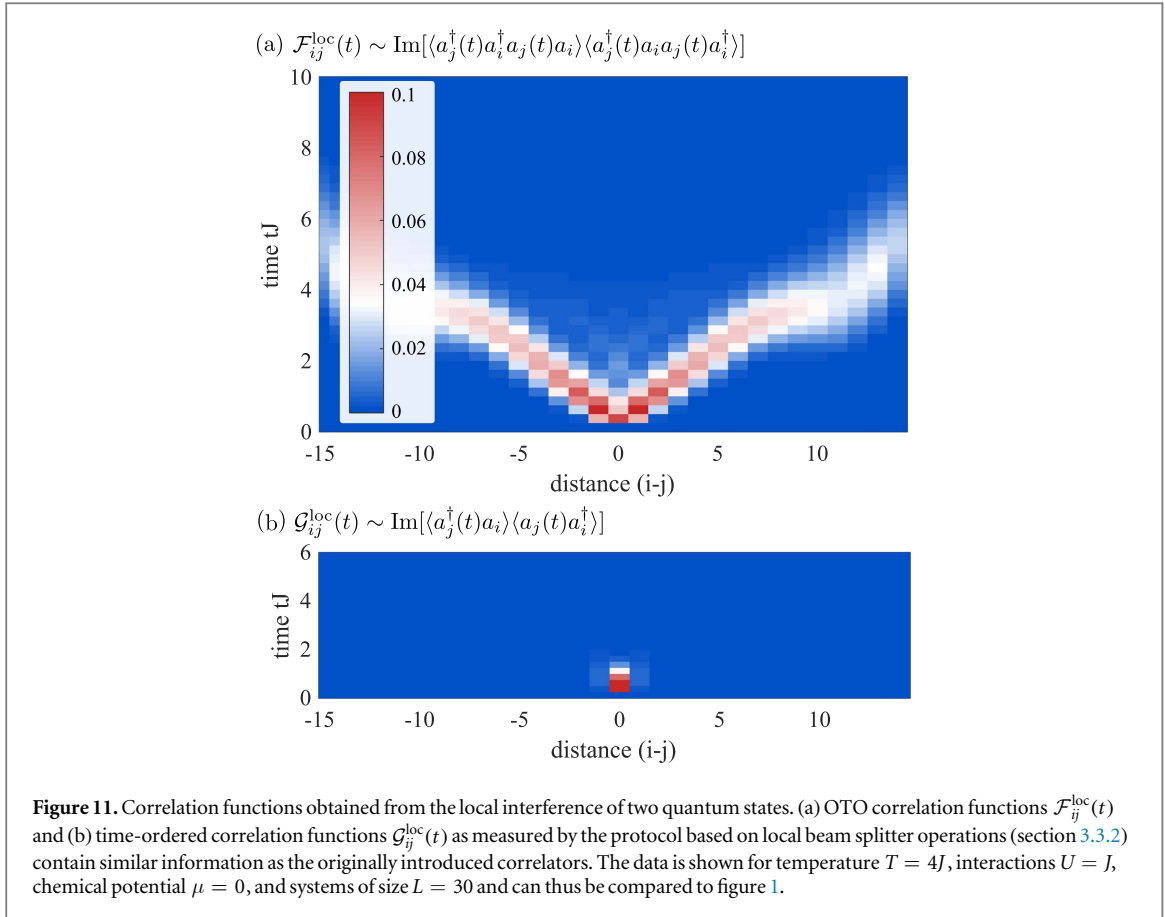 (a) $\mathcal{F}_{ij}^{\mathrm{loc}}(t) \sim \mathrm{Im}[\langle a_j^\dagger(t) a_i^\dagger a_j(t) a_i \rangle \langle a_j^\dagger(t) a_i a_j(t) a_i^\dagger \rangle]$
10
8
6
4
2
0
time tJ
0.1
0.08
0.06
0.04
0.02
0
-15 -10 -5 0 5 10
distance (i-j)
(b) $\mathcal{G}_{ij}^{\mathrm{loc}}(t) \sim \mathrm{Im}[\langle a_j^\dagger(t) a_i \rangle \langle a_j(t) a_i^\dagger \rangle]$
6
4
2
0
time tJ
-15 -10 -5 0 5 10
distance (i-j)
Figure 11. Correlation functions obtained from the local interference of two quantum states. (a) OTO correlation functions $\mathcal{F}_{ij}^{\mathrm{loc}}(t)$
and (b) time-ordered correlation functions $\mathcal{G}_{ij}^{\mathrm{loc}}(t)$ as measured by the protocol based on local beam splitter operations (section 3.3.2)
contain similar information as the originally introduced correlators. The data is shown for temperature T = 4J, interactions U = J,
chemical potential μ = 0, and systems of size L = 30 and can thus be compared to figure 1.